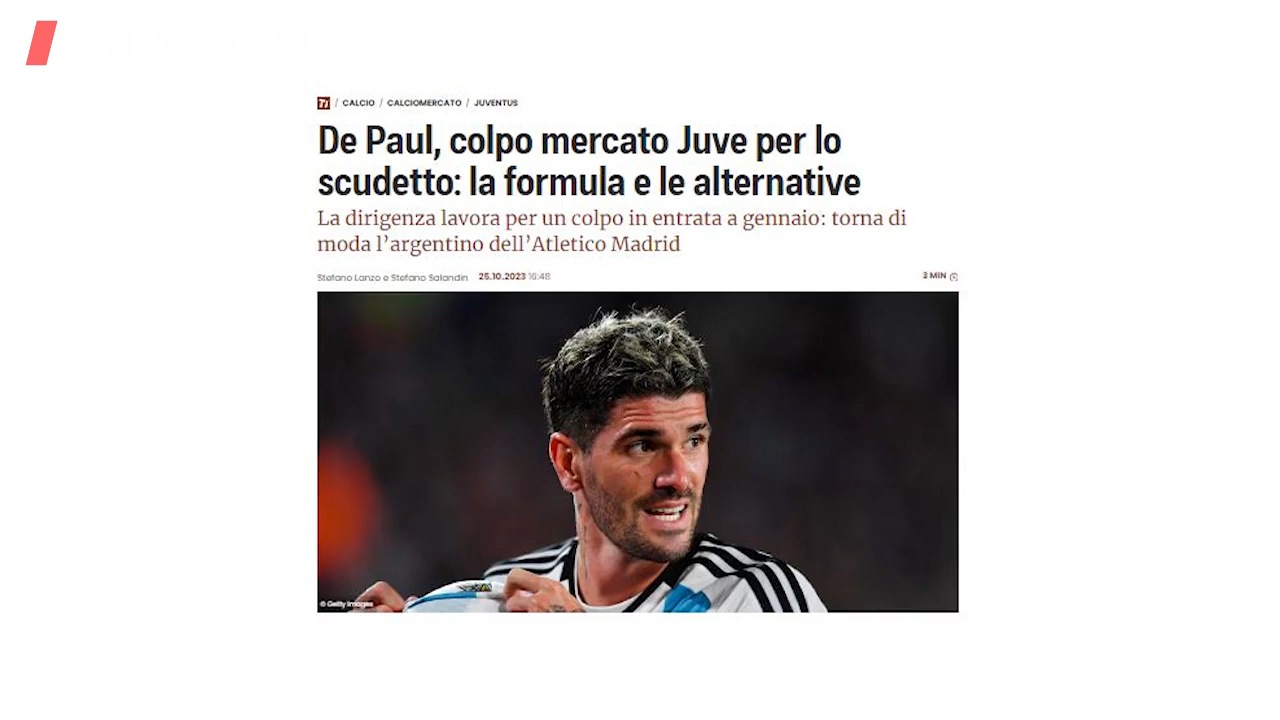 / CALCIO / CALCIOMERCATO / JUVENTUS
De Paul, colpo mercato Juve per lo
scudetto: la formula e le alternative
La dirigenza lavora per un colpo in entrata a gennaio: torna di
moda l’argentino dell’Atletico Madrid
Stefano Lanzo e Stefano Salandin 25.10.2023 16:48
3 MIN
© Getty Images